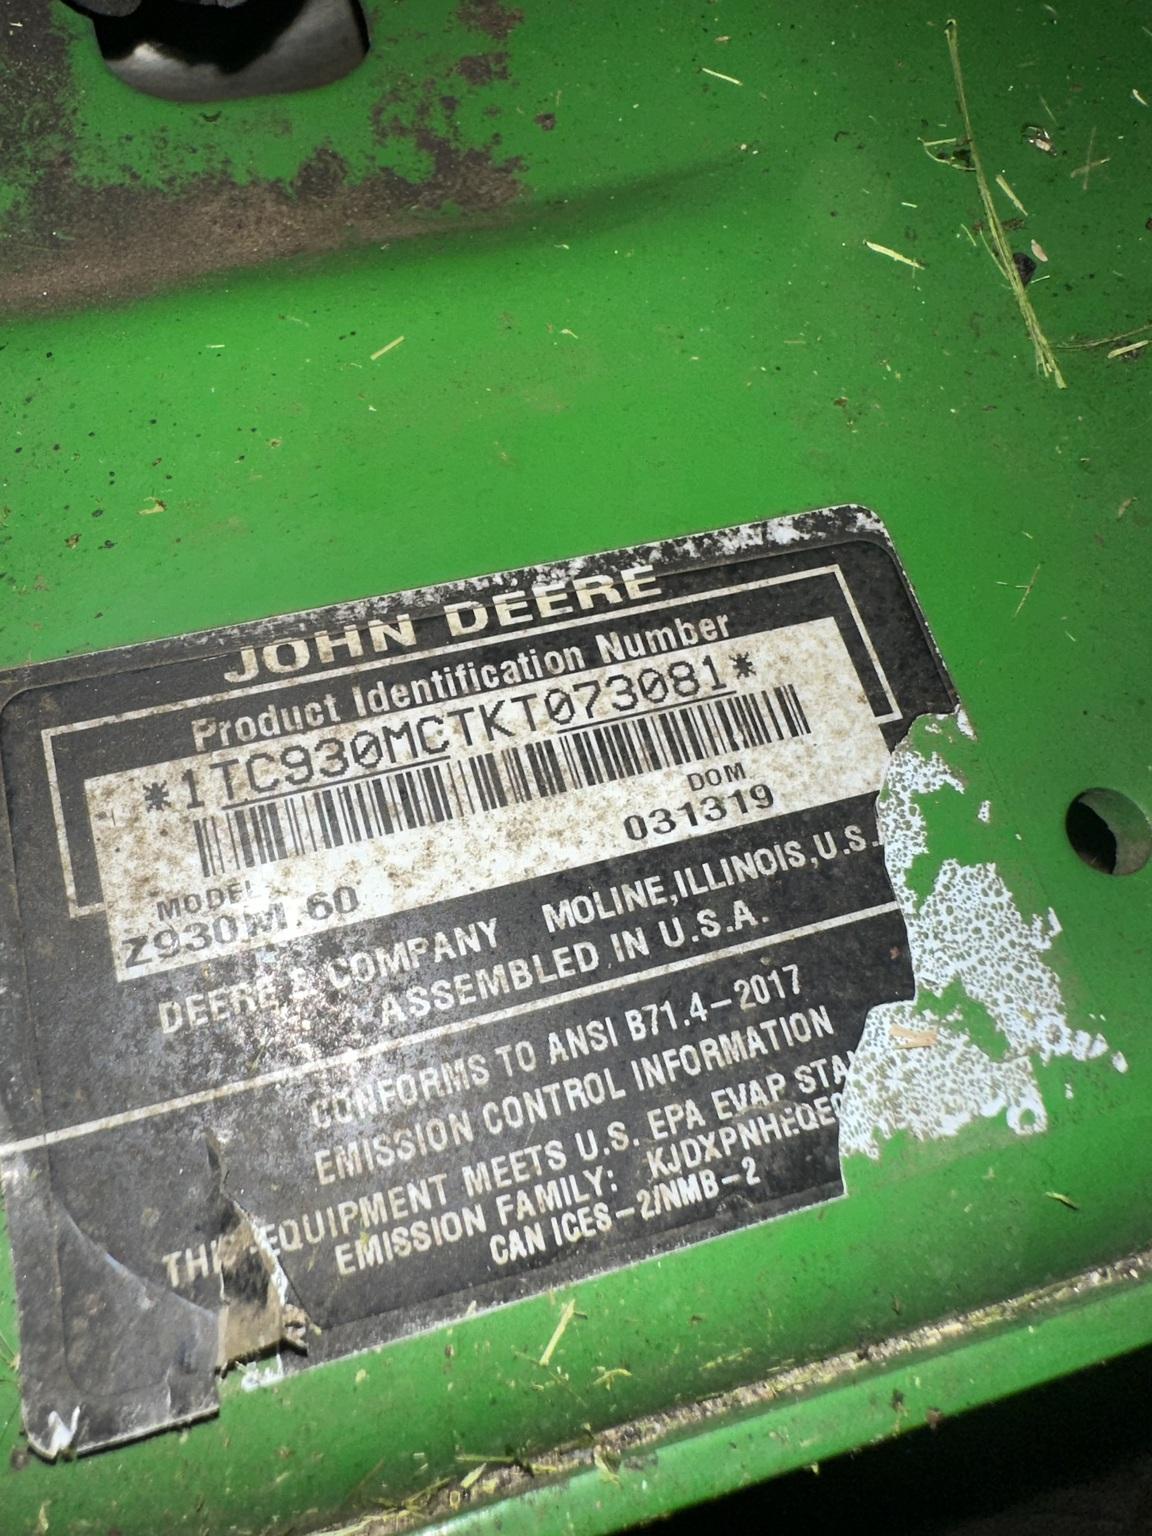 JOHN DEERE
Product Identification Number
*1TC930MCTKT073081*
DOM
031319
MODEL
Z930M.60
DEERE & COMPANY MOLINE, ILLINOIS, U.S.
ASSEMBLED IN U.S.A.
CONFORMS TO ANSI B71.4-2017
EMISSION CONTROL INFORMATION
EQUIPMENT MEETS U.S. EPA EVAP STA
EMISSION FAMILY: KJDXPNHEQE
CAN ICES-2/NMB-2